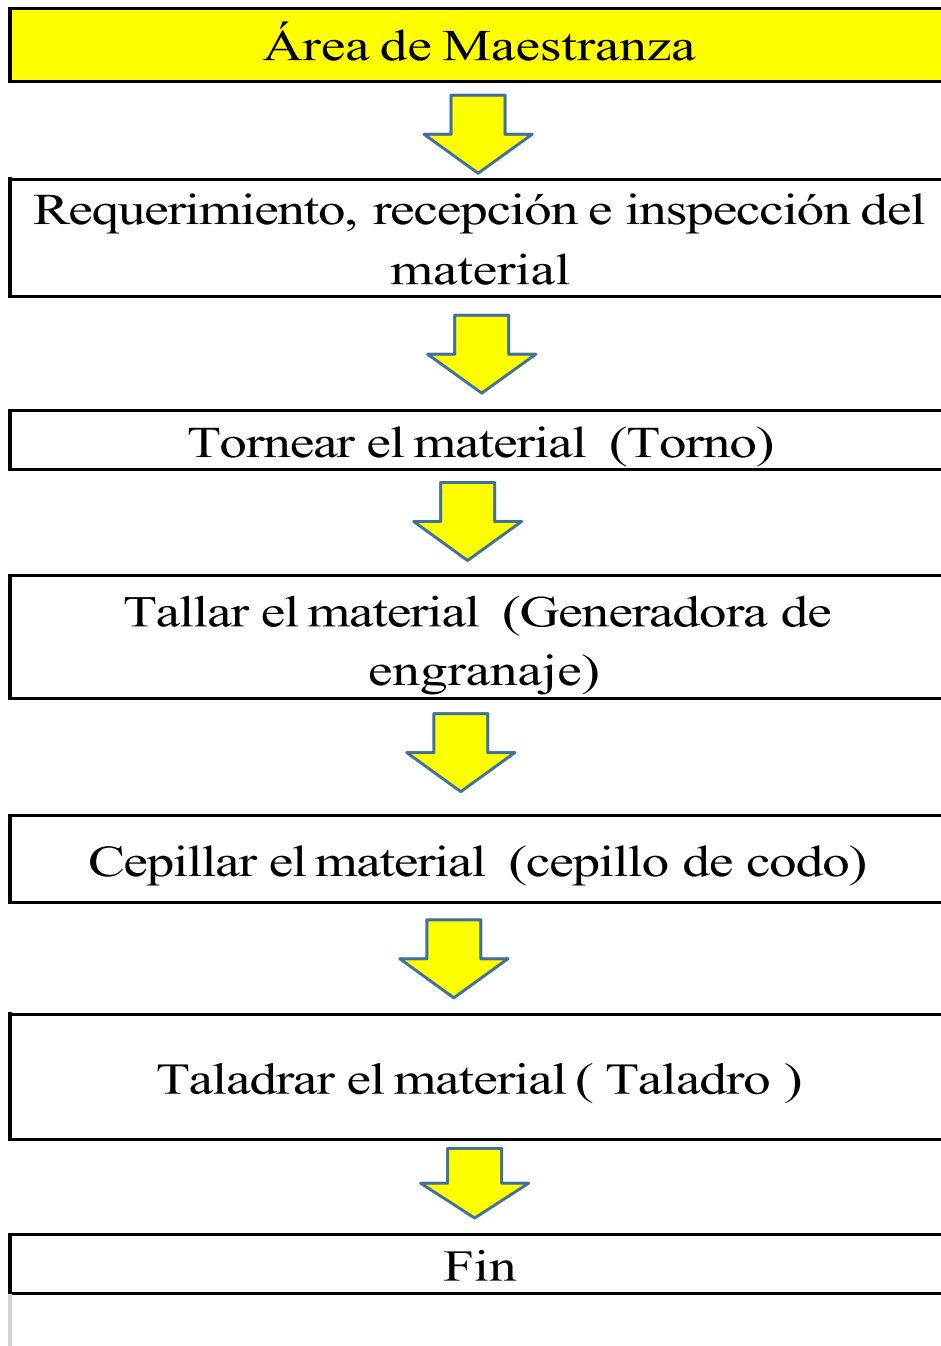 Área de Maestranza
Requerimiento, recepción e inspección del
material
Tornear el material (Torno)
Tallar el material (Generadora de
engranaje)
Cepillar el material (cepillo de codo)
Taladrar el material ( Taladro )
Fin